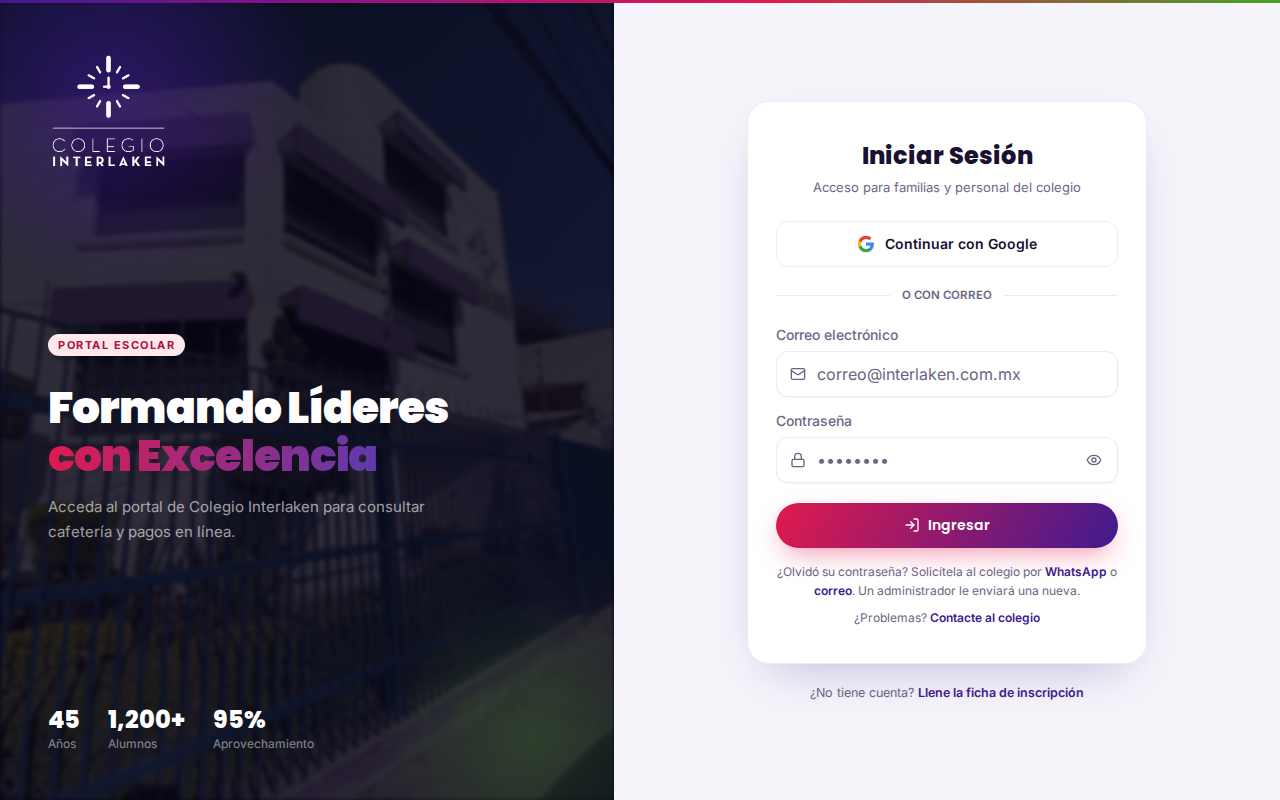 COLEGIO
INTERLAKEN
PORTAL ESCOLAR
Formando Líderes
con Excelencia
Acceda al portal de Colegio Interlaken para consultar
cafetería y pagos en línea.
45
Años
1,200+
Alumnos
95%
Aprovechamiento
Iniciar Sesión
Acceso para familias y personal del colegio
Continuar con Google
O CON CORREO
Correo electrónico
correo@interlaken.com.mx
Contraseña
••••••••
Ingresar
¿Olvidó su contraseña? Solicítela al colegio por WhatsApp o
correo. Un administrador le enviará una nueva.
¿Problemas? Contacte al colegio
¿No tiene cuenta? Llene la ficha de inscripción